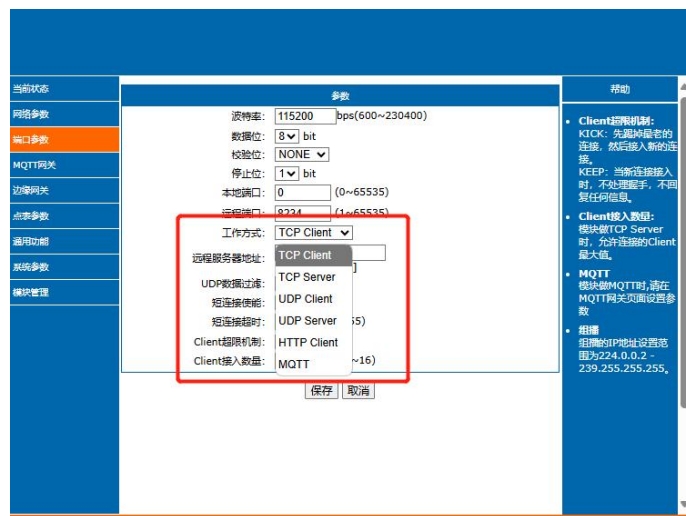 当前状态
网络参数
端口参数
MQTT网关
边缘网关
点表参数
通用功能
系统参数
模块管理
参数
波特率: 115200 bps(600~230400)
数据位: 8 bit
校验位: NONE
停止位: 1 bit
本地端口: 0 (0~65535)
远程端口: 8234 (1~65535)
工作方式: TCP Client
远程服务器地址:
]
UDP数据过滤:
短连接使能:
短连接超时: 55)
Client超限机制:
Client接入数量: ~16)
TCP Client
TCP Server
UDP Client
UDP Server
HTTP Client
MQTT
保存 取消
帮助
• Client超限机制:
KICK: 先踢掉最老的
连接, 然后接入新的连
接。
KEEP: 当新连接接入
时, 不处理握手, 不回
复任何信息。
• Client接入数量:
模块做TCP Server
时, 允许连接的Client
最大值。
• MQTT
模块做MQTT时,请在
MQTT网关页面设置参
数
• 组播
组播的IP地址设置范
围为224.0.0.2 -
239.255.255.255。